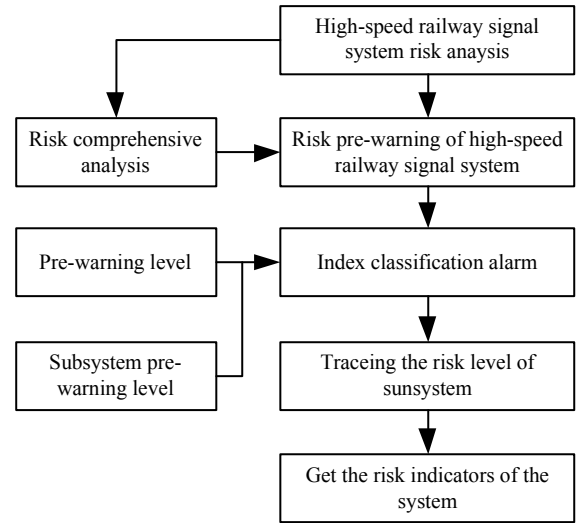 High-speed railway signal
system risk anaysis
Risk comprehensive
analysis
Risk pre-warning of high-speed
railway signal system
Pre-warning level
Index classification alarm
Subsystem pre-
warning level
Traceing the risk level of
sunsystem
Get the risk indicators of the
system